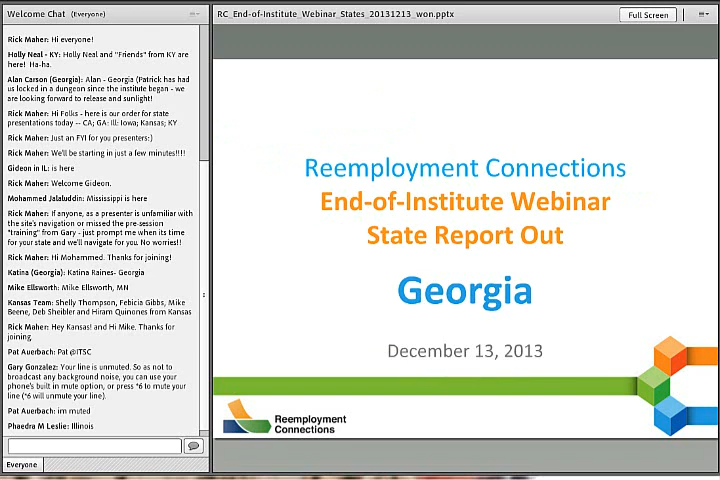 Welcome Chat (Everyone)
Rick Maher: Hi everyone!
Holly Neal - KY: Holly Neal and "Friends" from KY are
here! Ha-ha.
Alan Carson (Georgia): Alan - Georgia (Patrick has had
us locked in a dungeon since the institute began - we
are looking forward to release and sunlight!
Rick Maher: Hi Folks - here is our order for state
presentations today -- CA; GA: Ill: Iowa; Kansas; KY
Rick Maher: Just an FYI for you presenters:)
Rick Maher: We'll be starting in just a few minutes!!!!
Gideon in IL: is here
Rick Maher: Welcome Gideon.
Mohammed Jalaluddin: Mississippi is here
Rick Maher: If anyone, as a presenter is unfamiliar with
the site's navigation or missed the pre-session
"training" from Gary - just prompt me when its time
for your state and we'll navigate for you. No worries!!
Rick Maher: Hi Mohammed. Thanks for joining!
Katina (Georgia): Katina Raines- Georgia
Mike Ellsworth: Mike Ellsworth, MN
Kansas Team: Shelly Thompson, Febicia Gibbs, Mike
Beene, Deb Sheibler and Hiram Quinones from Kansas
Rick Maher: Hey Kansas! and Hi Mike. Thanks for
joining.
Pat Auerbach: Pat @ITSC
Gary Gonzalez: Your line is unmuted. So as not to
broadcast any background noise, you can use your
phone's built in mute option, or press *6 to mute your
line (*6 will unmute your line).
Pat Auerbach: im muted
Phaedra M Leslie: Illinois
Everyone
RC_End-of-Institute_Webinar_States_20131213_won.pptx
Full Screen
Reemployment Connections
End-of-Institute Webinar
State Report Out
Georgia
December 13, 2013
Reemployment
Connections